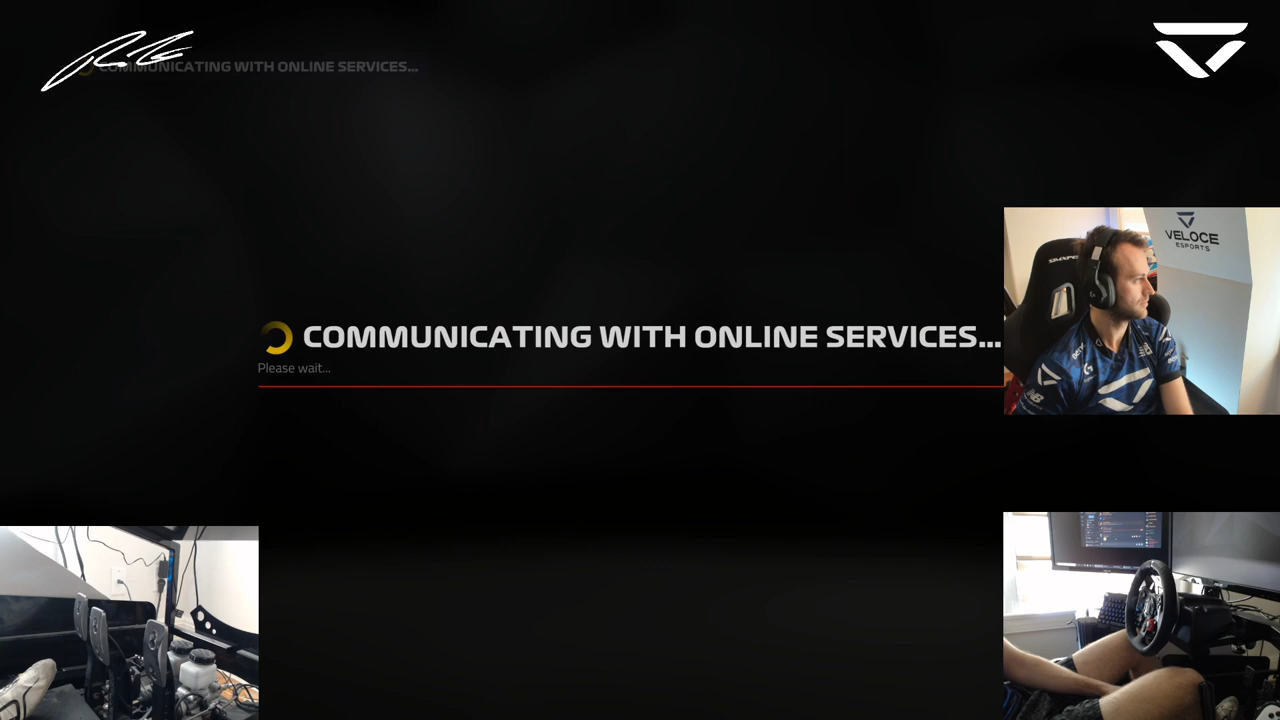 COMMUNICATING WITH ONLINE SERVICES...
VELOCE
ESPORTS
COMMUNICATING WITH ONLINE SERVICES...
Please wait...